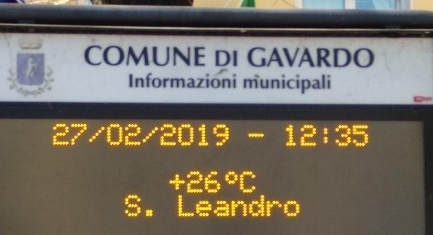 COMUNE DI GAVARDO
Informazioni municipali
27/02/2019 - 12:35
+26°C
S. Leandro